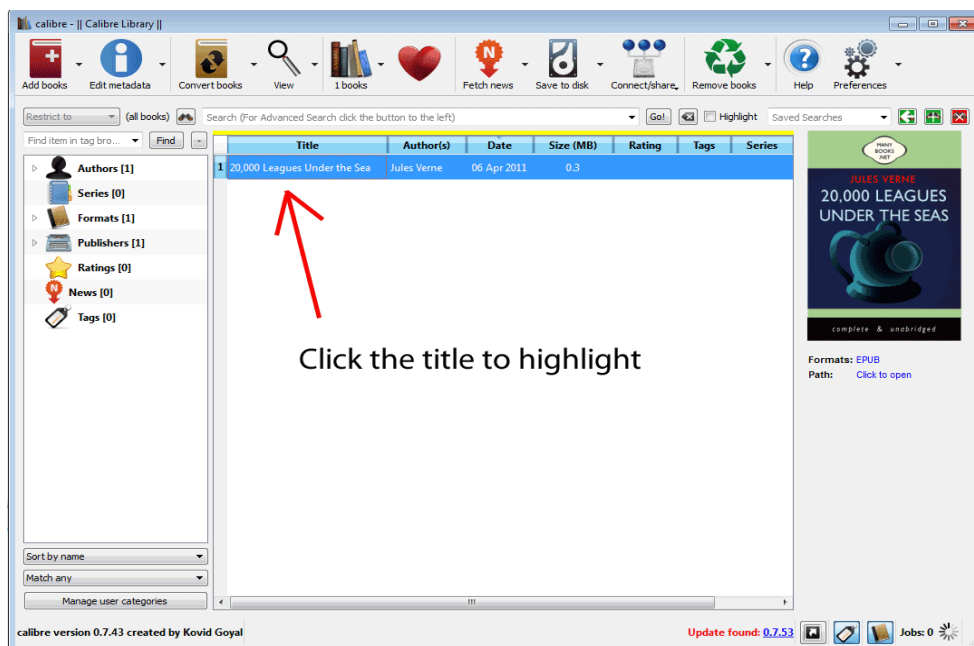 calibre - || Calibre Library ||
Add books
Edit metadata
Convert books
View
1 books
Fetch news
Save to disk
Connect/share
Remove books
Help
Preferences
Restrict to
(all books)
Search (For Advanced Search click the button to the left)
Go!
Highlight
Saved Searches
Find item in tag bro...
Find
-
Title Author(s) Date Size (MB) Rating Tags Series
1 20,000 Leagues Under the Sea Jules Verne 06 Apr 2011 0.3
Authors [1]
Series [0]
Formats [1]
Publishers [1]
Ratings [0]
News [0]
Tags [0]
Click the title to highlight
MANY
BOOKS
.NET
JULES VERNE
20,000 LEAGUES
UNDER THE SEAS
complete & unabridged
Formats: EPUB
Path: Click to open
Sort by name
Match any
Manage user categories
calibre version 0.7.43 created by Kovid Goyal
Update found: 0.7.53
Jobs: 0